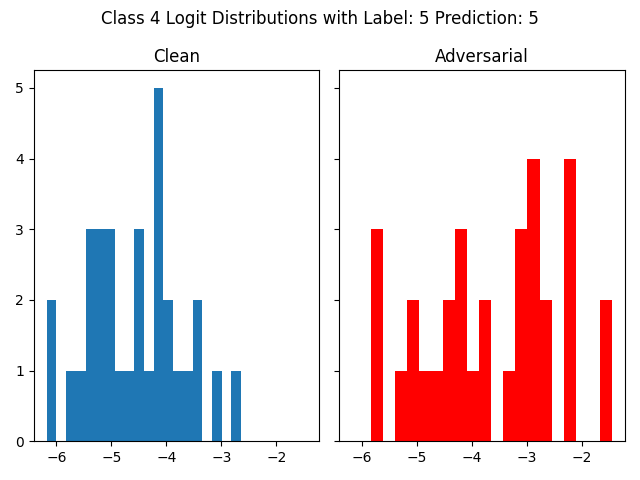 Class 4 Logit Distributions with Label: 5 Prediction: 5
Clean
Adversarial
5
4
3
2
1
0
−6 −5 −4 −3 −2
−6 −5 −4 −3 −2